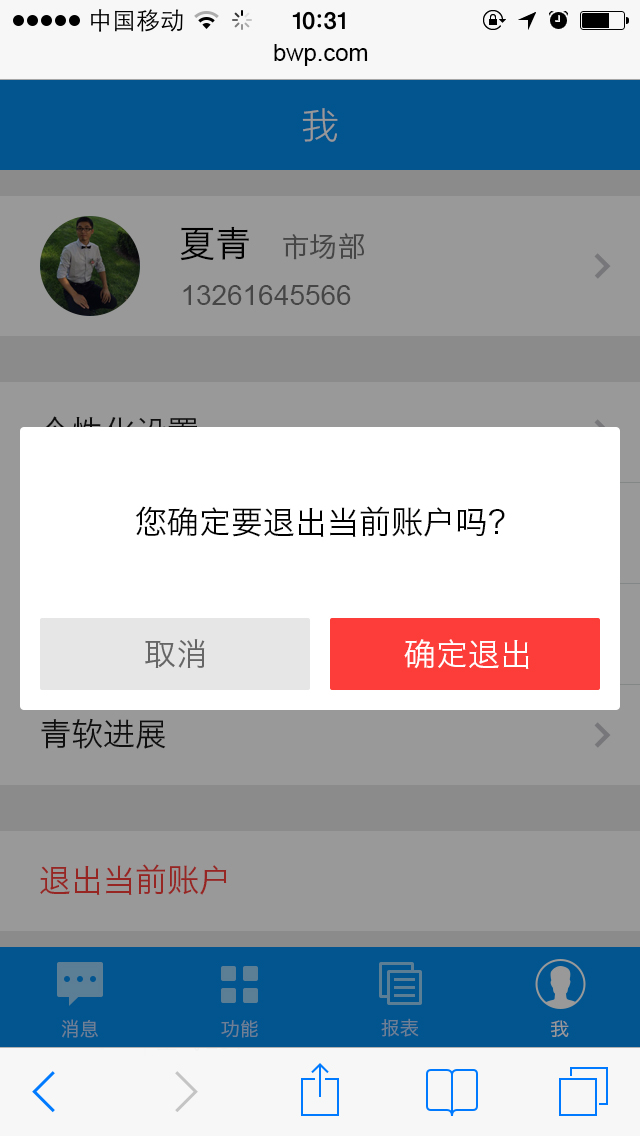 中国移动 10:31
bwp.com
我
夏青 市场部
13261645566
个性化设置
您确定要退出当前账户吗?
取消 确定退出
青软进展
退出当前账户
消息 功能 报表 我